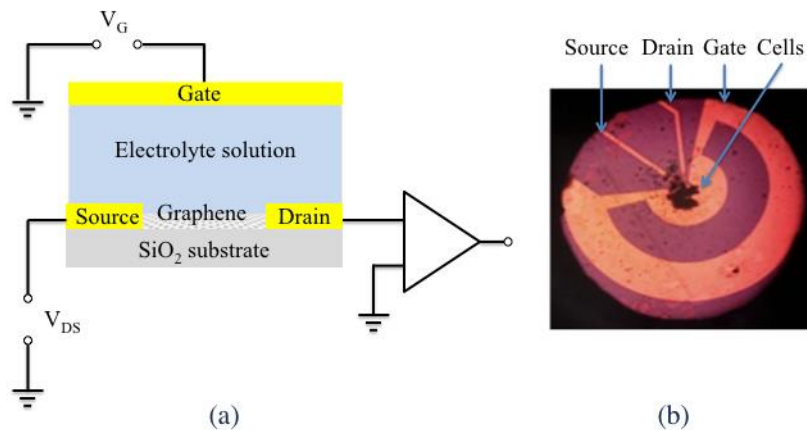 V_G
Gate
Electrolyte solution
Source Graphene Drain
SiO₂ substrate
V_DS
(a)
Source Drain Gate Cells
(b)